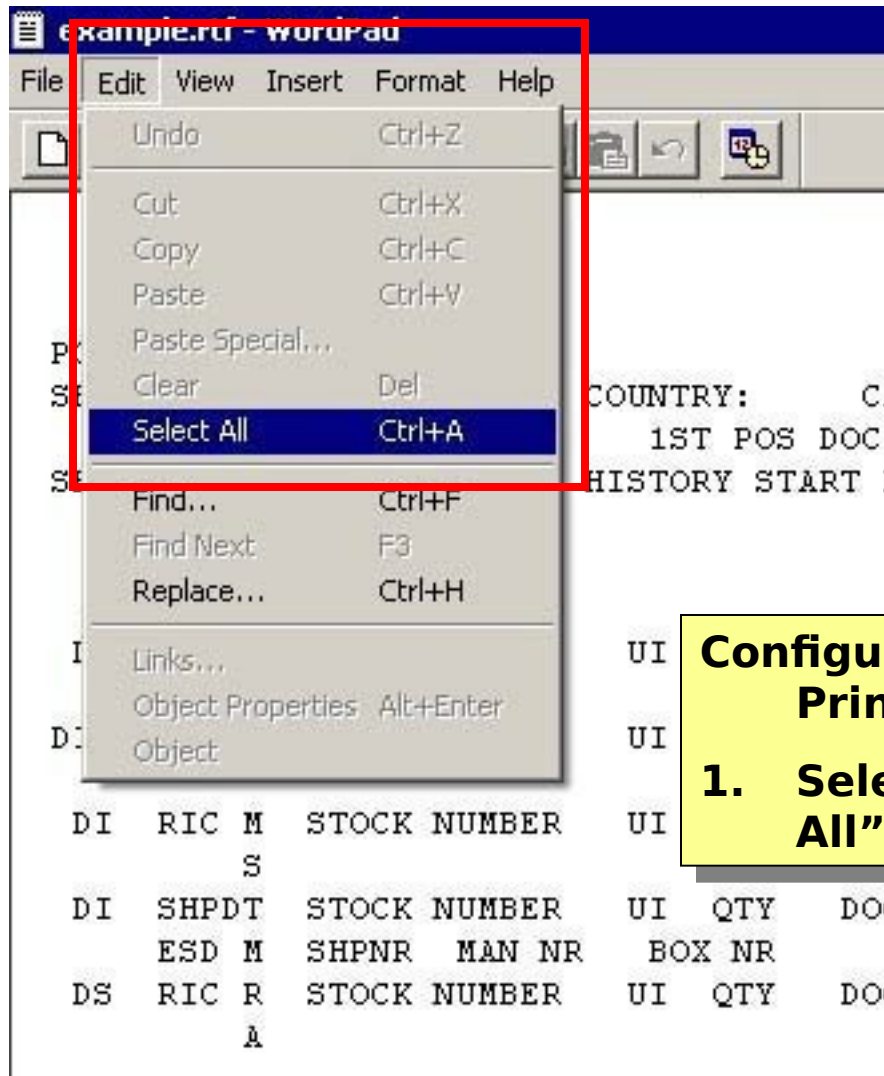 example.rtf - WordPad
File Edit View Insert Format Help
Undo Ctrl+Z
Cut Ctrl+X
Copy Ctrl+C
Paste Ctrl+V
Paste Special...
Clear Del
COUNTRY:
Select All Ctrl+A
1ST POS DOC
HISTORY START
Find... Ctrl+F
Find Next F3
Replace... Ctrl+H
Links... UI
Object Properties Alt+Enter
Object UI
1. All”
DI RIC M STOCK NUMBER UI
S
DI SHPDT STOCK NUMBER UI QTY
ESD M SHPNR MAN NR BOX NR
DS RIC R STOCK NUMBER UI QTY
A